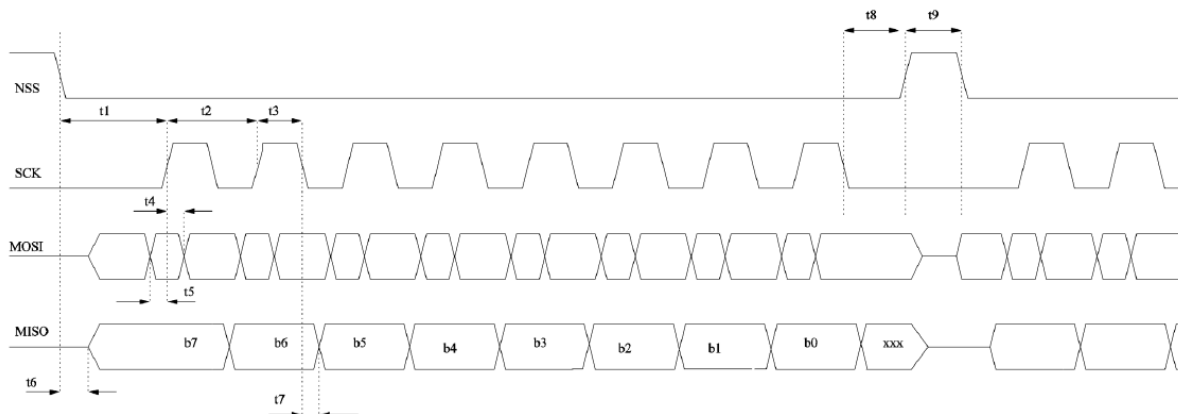 t8 t9
NSS
t1 t2 t3
SCK
t4
MOSI
t5
MISO b7 b6 b5 b4 b3 b2 b1 b0 xxx
t6
t7